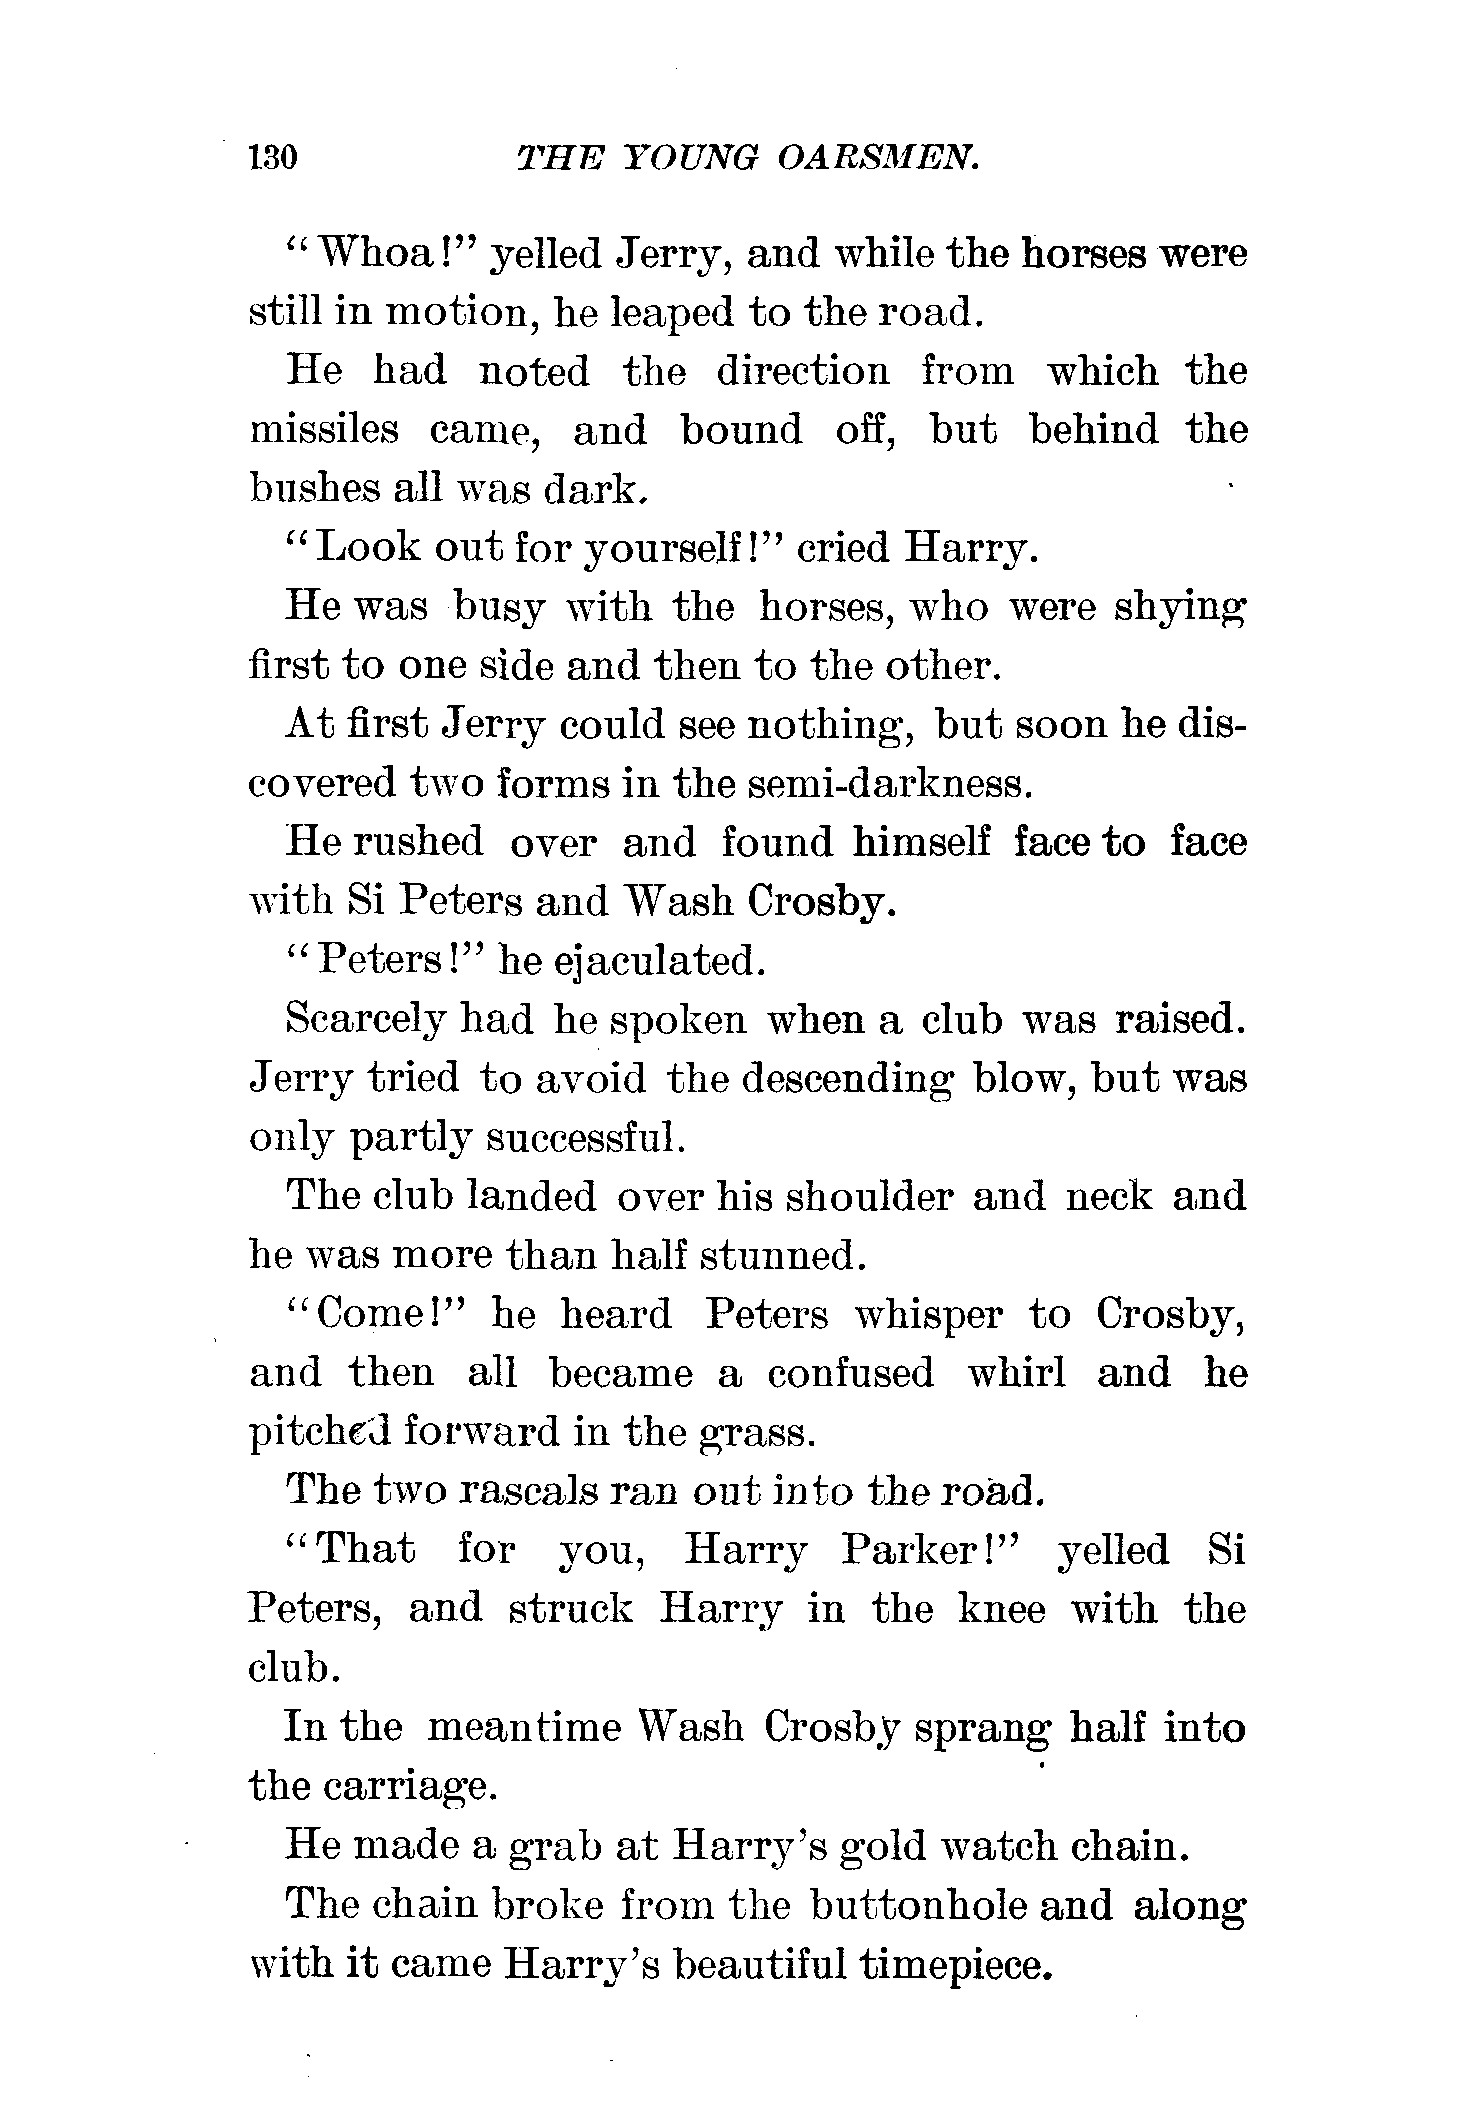 130 THE YOUNG OARSMEN.
"Whoa!" yelled Jerry, and while the horses were
still in motion, he leaped to the road.
He had noted the direction from which the
missiles came, and bound off, but behind the
bushes all was dark.
"Look out for yourself!" cried Harry.
He was busy with the horses, who were shying
first to one side and then to the other.
At first Jerry could see nothing, but soon he dis-
covered two forms in the semi-darkness.
He rushed over and found himself face to face
with Si Peters and Wash Crosby.
"Peters!" he ejaculated.
Scarcely had he spoken when a club was raised.
Jerry tried to avoid the descending blow, but was
only partly successful.
The club landed over his shoulder and neck and
he was more than half stunned.
"Come!" he heard Peters whisper to Crosby,
and then all became a confused whirl and he
pitched forward in the grass.
The two rascals ran out into the road.
"That for you, Harry Parker!" yelled Si
Peters, and struck Harry in the knee with the
club.
In the meantime Wash Crosby sprang half into
the carriage.
He made a grab at Harry's gold watch chain.
The chain broke from the buttonhole and along
with it came Harry's beautiful timepiece.